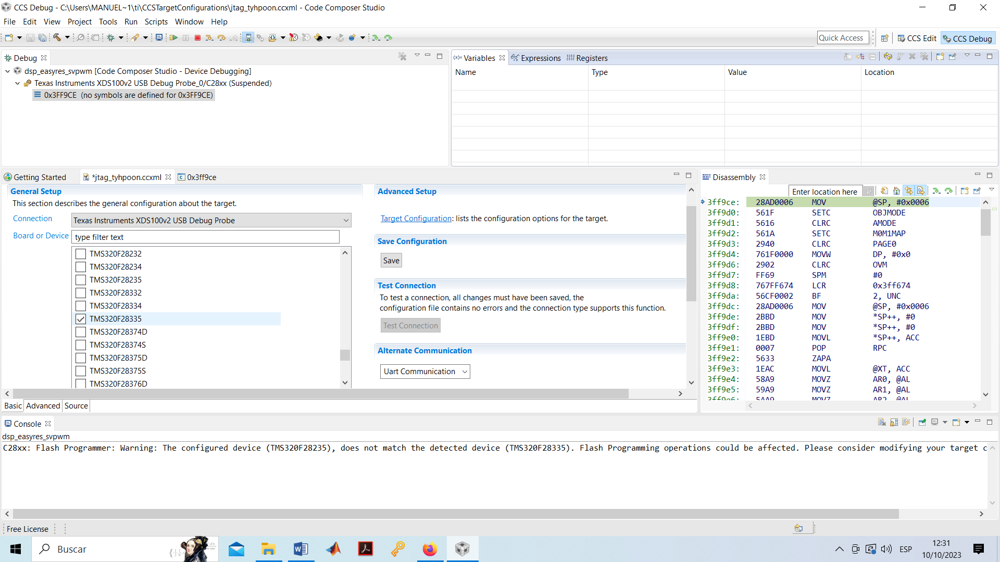 CCS Debug - C:\Users\MANUEL~1\ti\CCSTargetConfigurations\jtag_tyhpoon.ccxml - Code Composer Studio
File Edit View Project Tools Run Scripts Window Help
Quick Access
CCS Edit
CCS Debug
Debug
dsp_easyres_svpwm [Code Composer Studio - Device Debugging]
Texas Instruments XDS100v2 USB Debug Probe_0/C28xx (Suspended)
0x3FF9CE (no symbols are defined for 0x3FF9CE)
(x)= Variables Expressions Registers
Name Type Value Location
Getting Started *jtag_tyhpoon.ccxml 0x3ff9ce
General Setup
This section describes the general configuration about the target.
Connection Texas Instruments XDS100v2 USB Debug Probe
Board or Device type filter text
TMS320F28232
TMS320F28234
TMS320F28235
TMS320F28332
TMS320F28334
TMS320F28335
TMS320F28374D
TMS320F28374S
TMS320F28375D
TMS320F28375S
TMS320F28376D
Basic Advanced Source
Advanced Setup
Target Configuration: lists the configuration options for the target.
Save Configuration
Save
Test Connection
To test a connection, all changes must have been saved, the
configuration file contains no errors and the connection type supports this function.
Test Connection
Alternate Communication
Uart Communication
Disassembly
Enter location here
3ff9ce: 28AD0006 MOV @SP, #0x0006
3ff9d0: 561F SETC OBJMODE
3ff9d1: 5616 CLRC AMODE
3ff9d2: 561A SETC M0M1MAP
3ff9d3: 2940 CLRC PAGE0
3ff9d4: 761F0000 MOVW DP, #0x0
3ff9d6: 2902 CLRC OVM
3ff9d7: FF69 SPM #0
3ff9d8: 767FF674 LCR 0x3ff674
3ff9da: 56CF0002 BF 2, UNC
3ff9dc: 28AD0006 MOV @SP, #0x0006
3ff9de: 2BBD MOV *SP++, #0
3ff9df: 2BBD MOV *SP++, #0
3ff9e0: 1EBD MOVL *SP++, ACC
3ff9e1: 0007 POP RPC
3ff9e2: 5633 ZAPA
3ff9e3: 1EAC MOVL @XT, ACC
3ff9e4: 58A9 MOVZ AR0, @AL
3ff9e5: 59A9 MOVZ AR1, @AL
3ff9e6: 5AA9 MOVZ AR2, @AL
Console
dsp_easyres_svpwm
C28xx: Flash Programmer: Warning: The configured device (TMS320F28235), does not match the detected device (TMS320F28335). Flash Programming operations could be affected. Please consider modifying your target c
Free License
Buscar
ESP
12:31
10/10/2023